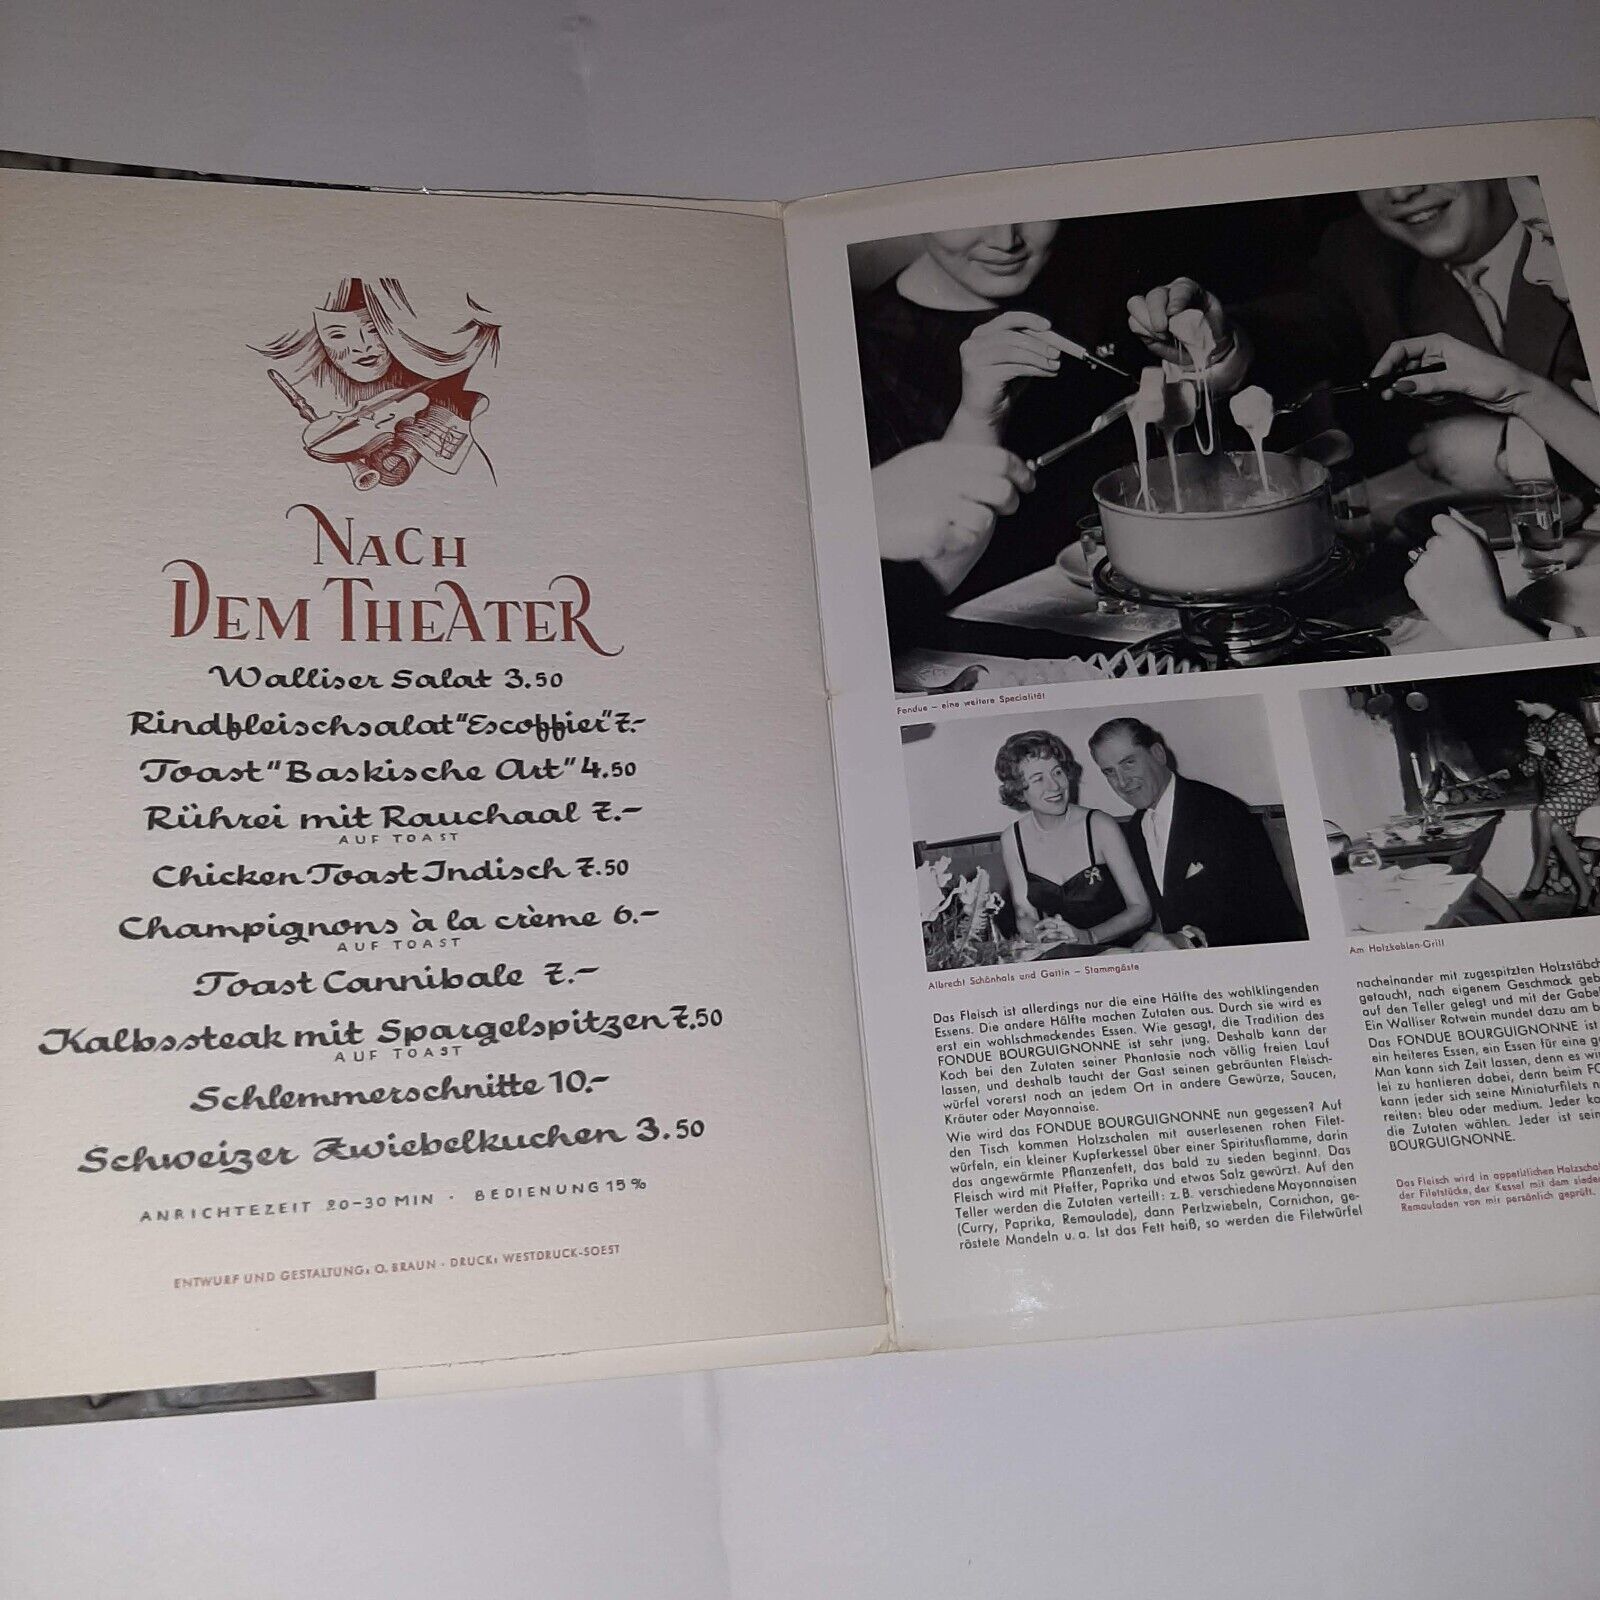 NACH
DEM THEATER
Walliser Salat 3.50
Rindfleischsalat "Escoffier" 7.-
Toast "Baskische Art" 4.50
Rührei mit Rauchaal 7.-
AUF TOAST
Chicken Toast Indisch 7.50
Champignons à la crème 6.-
AUF TOAST
Toast Cannibale 7.-
Kalbssteak mit Spargelspitzen 7.50
AUF TOAST
Schlemmerschnitte 10.-
Schweizer Zwiebelkuchen 3.50
ANRICHTEZEIT 20-30 MIN · BEDIENUNG 15%
ENTWURF UND GESTALTUNG: O. BRAUN · DRUCK: WESTDRUCK-SOEST
Fondue – eine weitere Specialität
Albrecht Schönhals und Gattin – Stammgäste
Das Fleisch ist allerdings nur die eine Hälfte des wohlklingenden
Essens. Die andere Hälfte machen Zutaten aus. Durch sie wird es
erst ein wohlschmeckendes Essen. Wie gesagt, die Tradition des
FONDUE BOURGUIGNONNE ist sehr jung. Deshalb kann der
Koch bei den Zutaten seiner Phantasie noch völlig freien Lauf
lassen, und deshalb taucht der Gast seinen gebräunten Fleisch-
würfel vorerst noch an jedem Ort in andere Gewürze, Saucen,
Kräuter oder Mayonnaise.
Wie wird das FONDUE BOURGUIGNONNE nun gegessen? Auf
den Tisch kommen Holzschalen mit auserlesenen rohen Filet-
würfeln, ein kleiner Kupferkessel über einer Spiritusflamme, darin
das angewärmte Pflanzenfett, das bald zu sieden beginnt. Das
Fleisch wird mit Pfeffer, Paprika und etwas Salz gewürzt. Auf den
Teller werden die Zutaten verteilt: z. B. verschiedene Mayonnaisen
(Curry, Paprika, Remoulade), dann Perlzwiebeln, Cornichon, ge-
röstete Mandeln u. a. Ist das Fett heiß, so werden die Filetwürfel
Am Holzkohlen-Grill
nacheinander mit zugespitzten Holzstäbch
getaucht, nach eigenem Geschmack geb
auf den Teller gelegt und mit der Gabel
Ein Walliser Rotwein mundet dazu am b
Das FONDUE BOURGUIGNONNE ist
ein heiteres Essen, ein Essen für eine g
Man kann sich Zeit lassen, denn es wi
lei zu hantieren dabei, denn beim FO
kann jeder sich seine Miniaturfilets n
reiten: bleu oder medium. Jeder ka
die Zutaten wählen. Jeder ist sein
BOURGUIGNONNE.
Das Fleisch wird in appetitlichen Holzschal
der Filetstücke, der Kessel mit dem siede
Remouladen von mir persönlich geprüft.